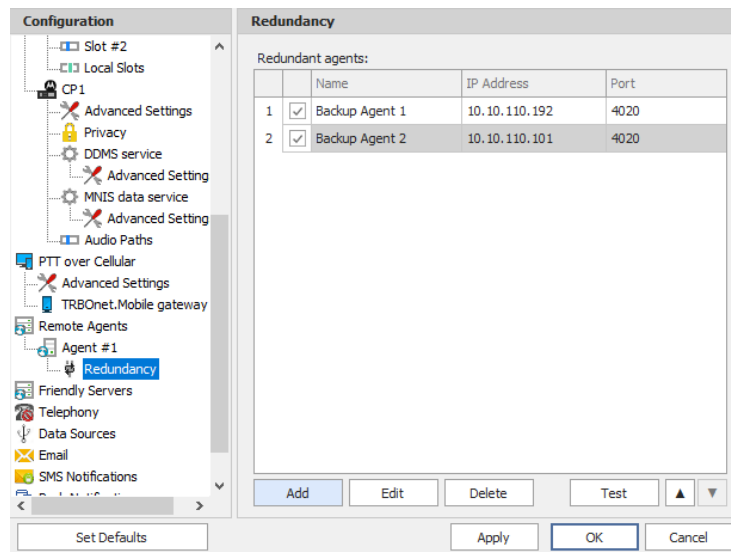 Configuration
Slot #2
Local Slots
CP1
Advanced Settings
Privacy
DDMS service
Advanced Setting
MNIS data service
Advanced Setting
Audio Paths
PTT over Cellular
Advanced Settings
TRBOnet.Mobile gateway
Remote Agents
Agent #1
Redundancy
Friendly Servers
Telephony
Data Sources
Email
SMS Notifications
Set Defaults
Redundancy
Redundant agents:
Name IP Address Port
1 Backup Agent 1 10.10.110.192 4020
2 Backup Agent 2 10.10.110.101 4020
Add Edit Delete Test
Apply OK Cancel